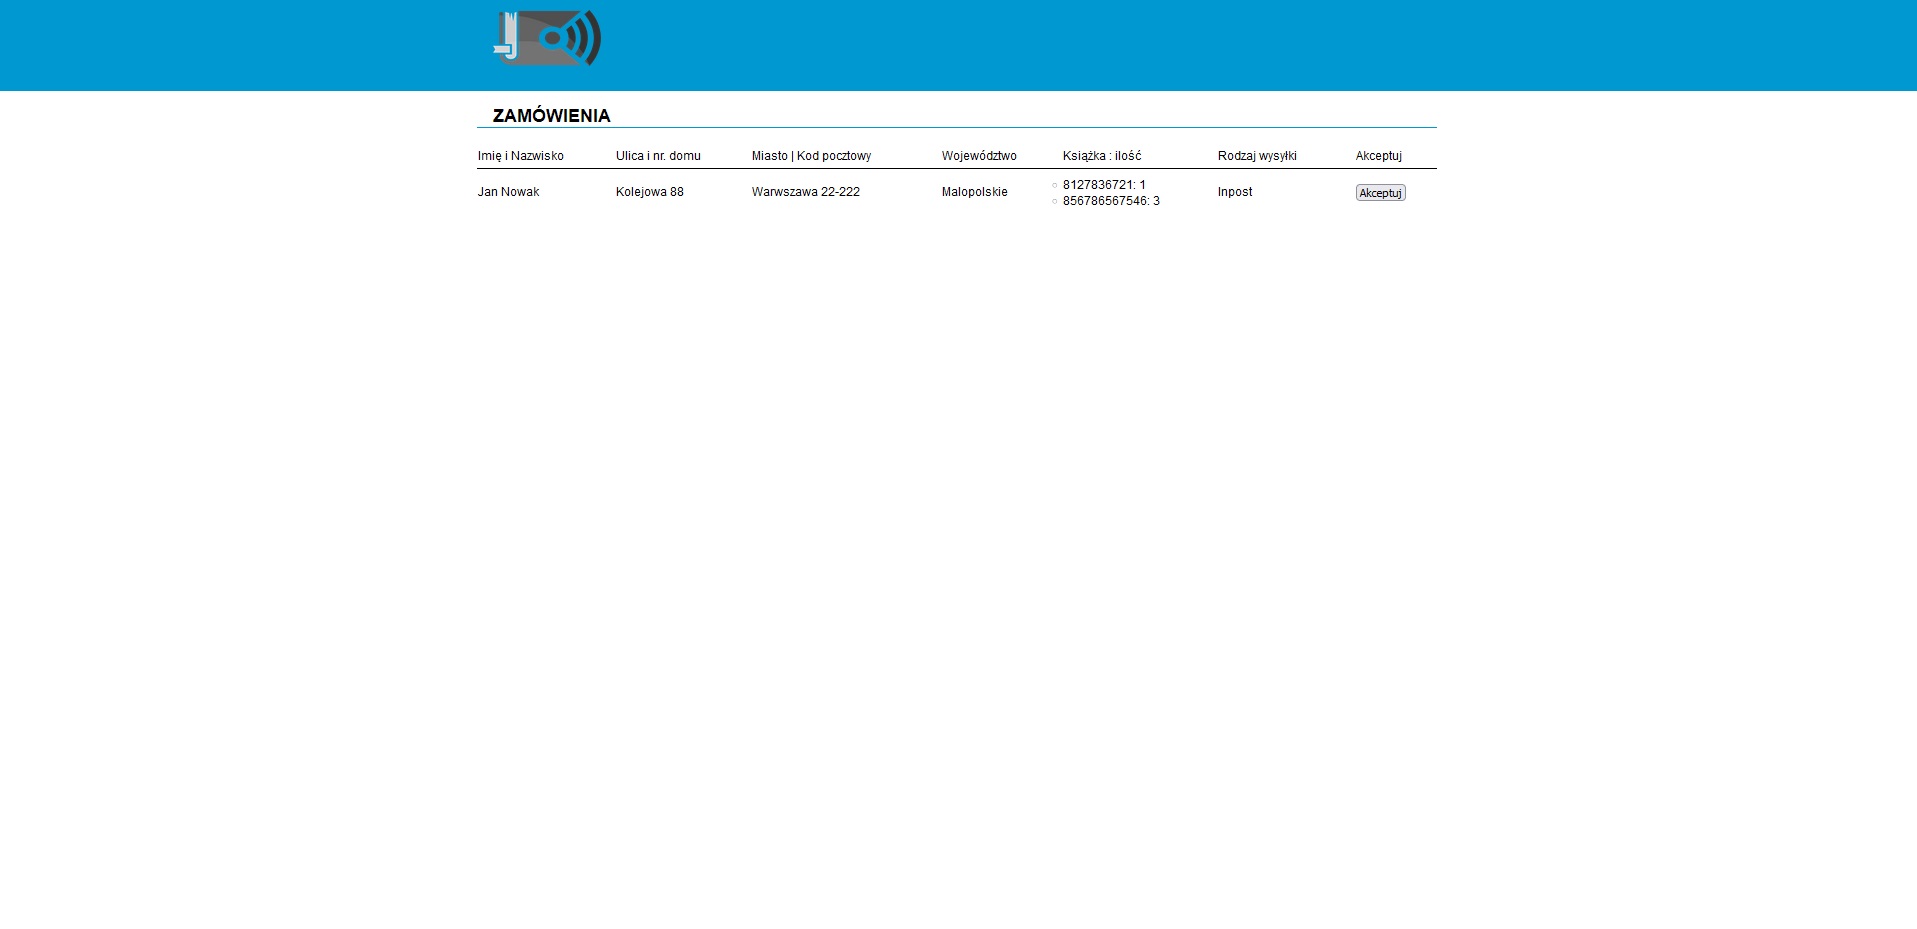 ZAMÓWIENIA
Imię i Nazwisko Ulica i nr. domu Miasto | Kod pocztowy Województwo Książka : ilość Rodzaj wysyłki Akceptuj
Jan Nowak Kolejowa 88 Warwszawa 22-222 Malopolskie 8127836721: 1 Inpost Akceptuj
856786567546: 3